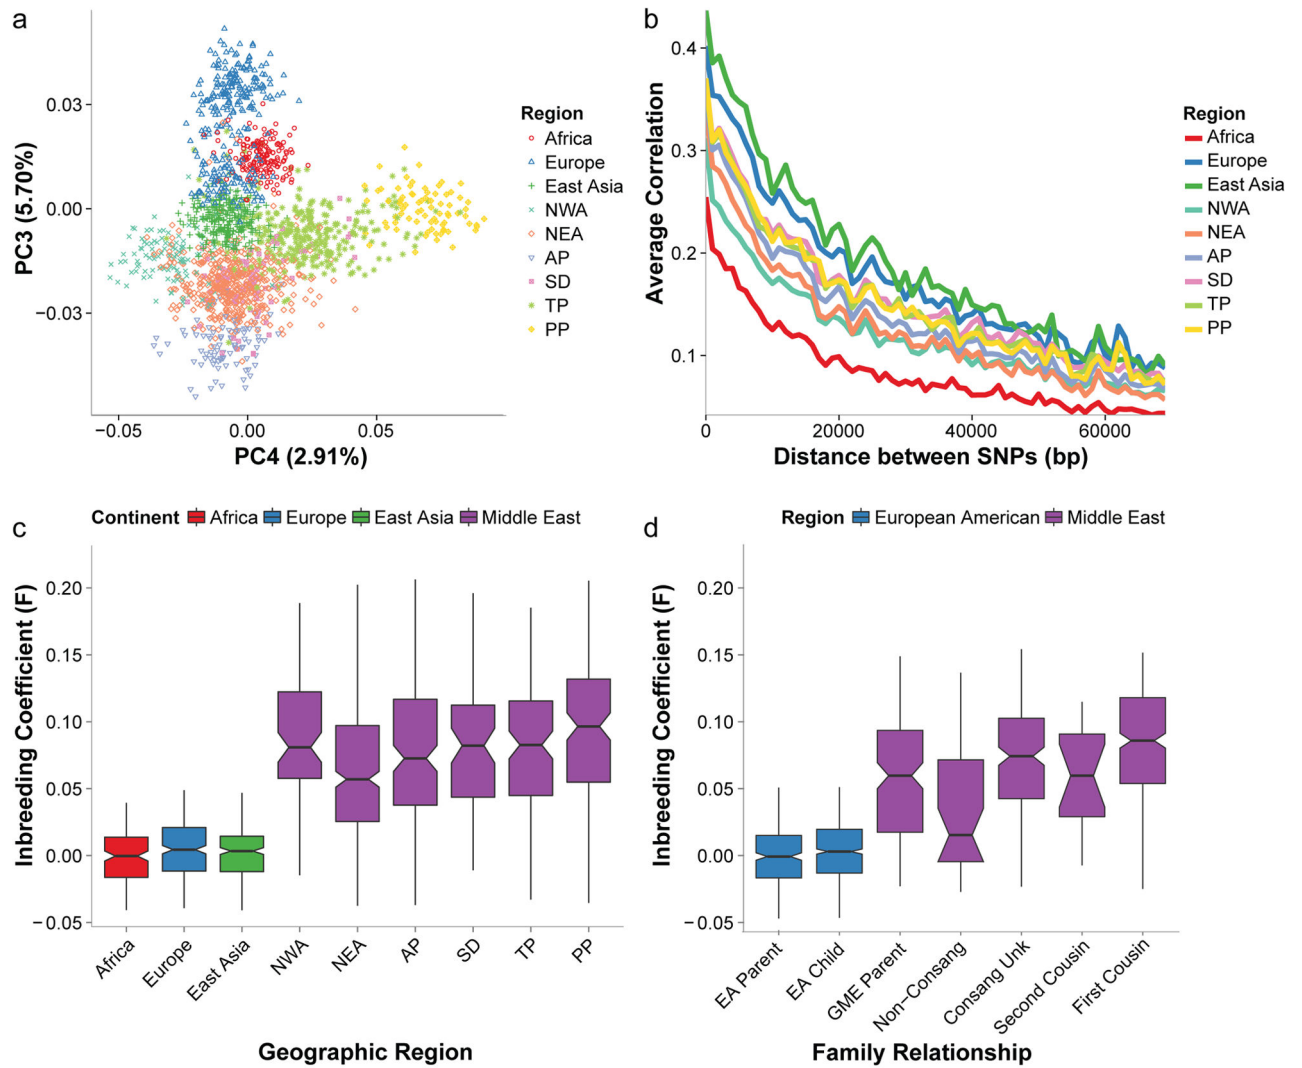 a
0.03
0.00
−0.03
−0.05
0.00
0.05
PC3 (5.70%)
PC4 (2.91%)
Region
Africa
Europe
East Asia
NWA
NEA
AP
SD
TP
PP
b
0.4
0.3
0.2
0.1
0
20000
40000
60000
Average Correlation
Distance between SNPs (bp)
Region
Africa
Europe
East Asia
NWA
NEA
AP
SD
TP
PP
c
Continent Africa Europe East Asia Middle East
0.20
0.15
0.10
0.05
0.00
−0.05
Inbreeding Coefficient (F)
Africa
Europe
East Asia
NWA
NEA
AP
SD
TP
PP
Geographic Region
d
Region European American Middle East
0.20
0.15
0.10
0.05
0.00
−0.05
Inbreeding Coefficient (F)
EA Parent
EA Child
GME Parent
Non−Consang
Consang Unk
Second Cousin
First Cousin
Family Relationship